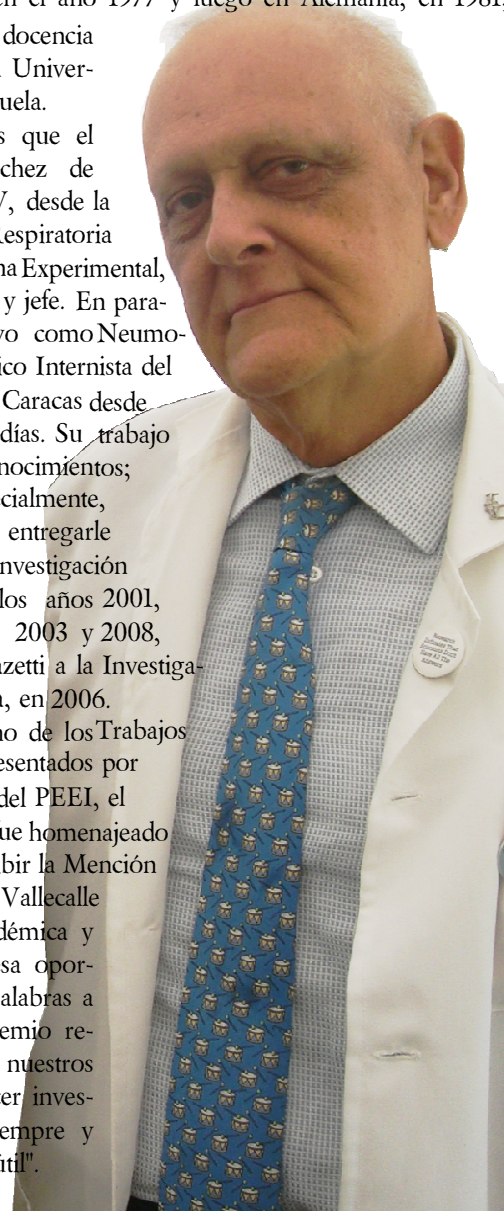 en el año 1977 y luego en Alemania, en 1981,
docencia
Univer-
uela.
s que el
chez de
V, desde la
Respiratoria
na Experimental,
y jefe. En para-
vo como Neumo-
ico Internista del
Caracas desde
días. Su trabajo
nocimientos;
ecialmente,
entregarle
nvestigación
los años 2001,
2003 y 2008,
azetti a la Investiga-
a, en 2006.
no de los Trabajos
esentados por
del PEEI, el
ue homenajeado
bir la Mención
Vallecalle
démica y
sa opor-
alabras a
emio re-
nuestros
er inves-
empre y
útil".